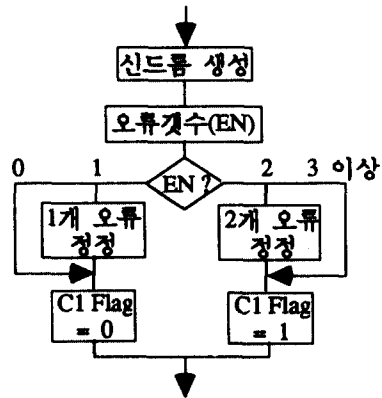 신드롬 생성
오류갯수(EN)
0 1 EN ? 2 3 이상
1개 오류
정정
2개 오류
정정
C1 Flag
= 0
C1 Flag
= 1